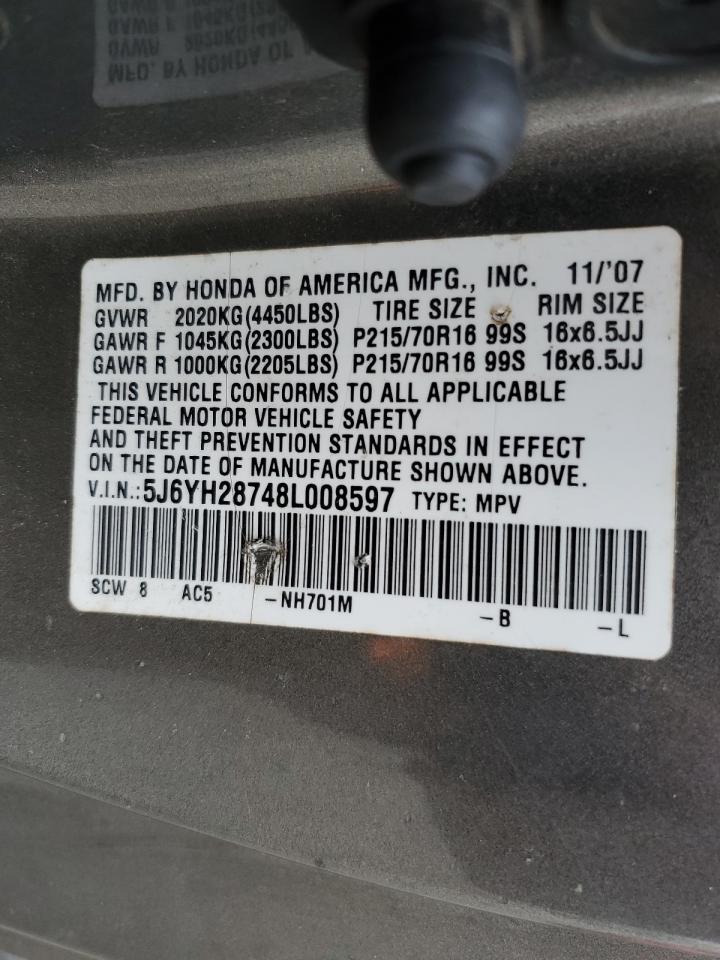 MFD. BY HONDA OF AMERICA MFG., INC. 11/'07
GVWR 2020KG(4450LBS) TIRE SIZE RIM SIZE
GAWR F 1045KG(2300LBS) P215/70R16 99S 16x6.5JJ
GAWR R 1000KG(2205LBS) P215/70R16 99S 16x6.5JJ
THIS VEHICLE CONFORMS TO ALL APPLICABLE
FEDERAL MOTOR VEHICLE SAFETY
AND THEFT PREVENTION STANDARDS IN EFFECT
ON THE DATE OF MANUFACTURE SHOWN ABOVE.
V.I.N.:5J6YH28748L008597 TYPE: MPV
SCW 8 AC5 -NH701M -B -L